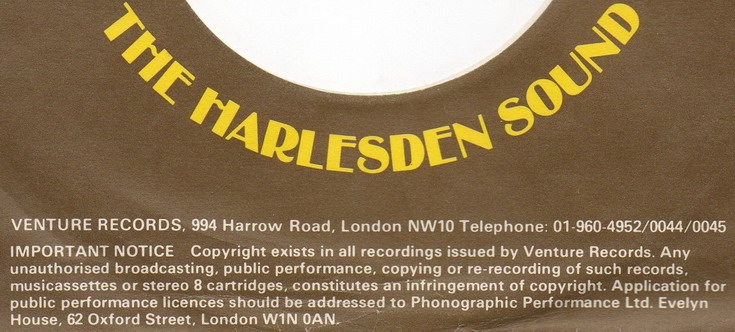 THE HARLESDEN SOUND
VENTURE RECORDS, 994 Harrow Road, London NW10 Telephone: 01-960-4952/0044/0045
IMPORTANT NOTICE Copyright exists in all recordings issued by Venture Records. Any
unauthorised broadcasting, public performance, copying or re-recording of such records,
musicassettes or stereo 8 cartridges, constitutes an infringement of copyright. Application for
public performance licences should be addressed to Phonographic Performance Ltd. Evelyn
House, 62 Oxford Street, London W1N 0AN.